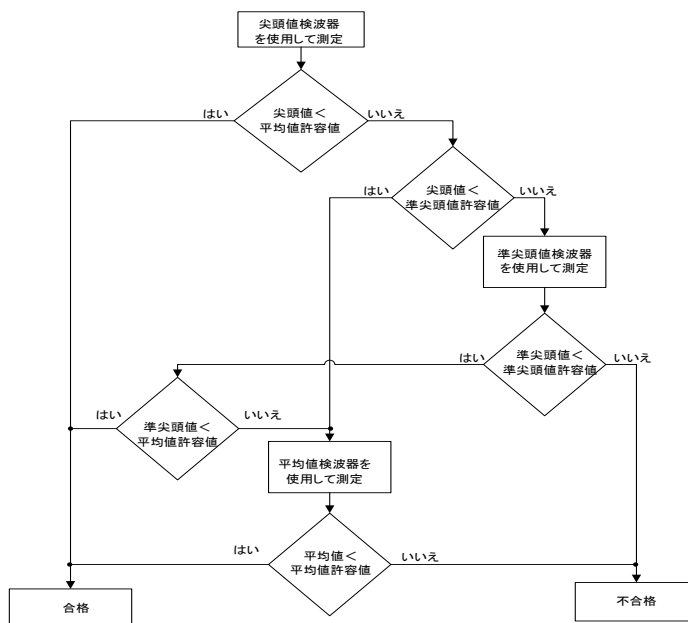 尖頭値検波器
を使用して測定
はい
尖頭値＜
平均値許容値
いいえ
はい
尖頭値＜
準尖頭値許容値
いいえ
準尖頭値検波器
を使用して測定
はい
準尖頭値＜
準尖頭値許容値
いいえ
はい
準尖頭値＜
平均値許容値
いいえ
平均値検波器を
使用して測定
はい
平均値＜
平均値許容値
いいえ
合格
不合格